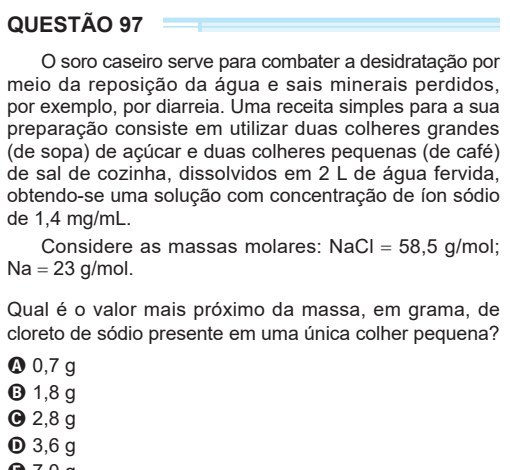 QUESTÃO 97
O soro caseiro serve para combater a desidratação por
meio da reposição da água e sais minerais perdidos,
por exemplo, por diarreia. Uma receita simples para a sua
preparação consiste em utilizar duas colheres grandes
(de sopa) de açúcar e duas colheres pequenas (de café)
de sal de cozinha, dissolvidos em 2 L de água fervida,
obtendo-se uma solução com concentração de íon sódio
de 1,4 mg/mL.
Considere as massas molares: NaCl = 58,5 g/mol;
Na = 23 g/mol.
Qual é o valor mais próximo da massa, em grama, de
cloreto de sódio presente em uma única colher pequena?
A 0,7 g
B 1,8 g
C 2,8 g
D 3,6 g
E 7,0 g